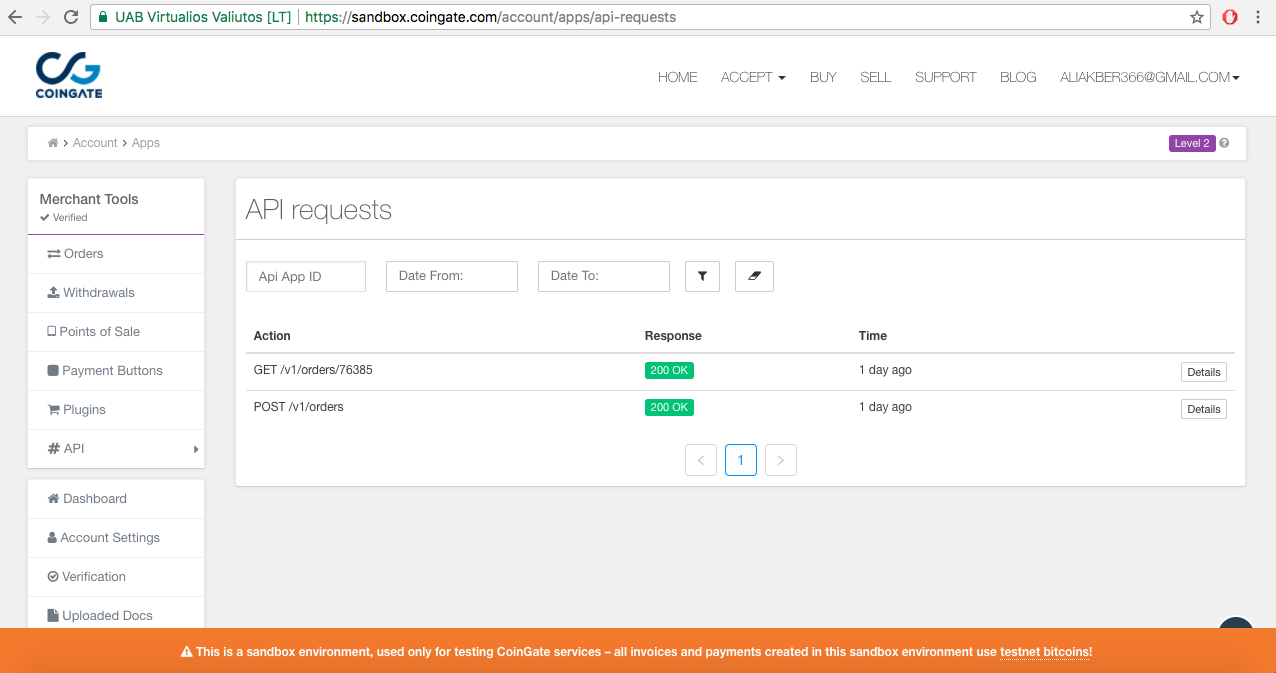 UAB Virtualios Valiutos [LT] https://sandbox.coingate.com/account/apps/api-requests
COINGATE
HOME ACCEPT BUY SELL SUPPORT BLOG ALIAKBER366@GMAIL.COM
Account > Apps
Level 2 ?
Merchant Tools
Verified
Orders
Withdrawals
Points of Sale
Payment Buttons
Plugins
# API
Dashboard
Account Settings
Verification
Uploaded Docs
API requests
Api App ID Date From: Date To:
Action Response Time
GET /v1/orders/76385 200 OK 1 day ago Details
POST /v1/orders 200 OK 1 day ago Details
< 1 >
This is a sandbox environment, used only for testing CoinGate services – all invoices and payments created in this sandbox environment use testnet bitcoins!